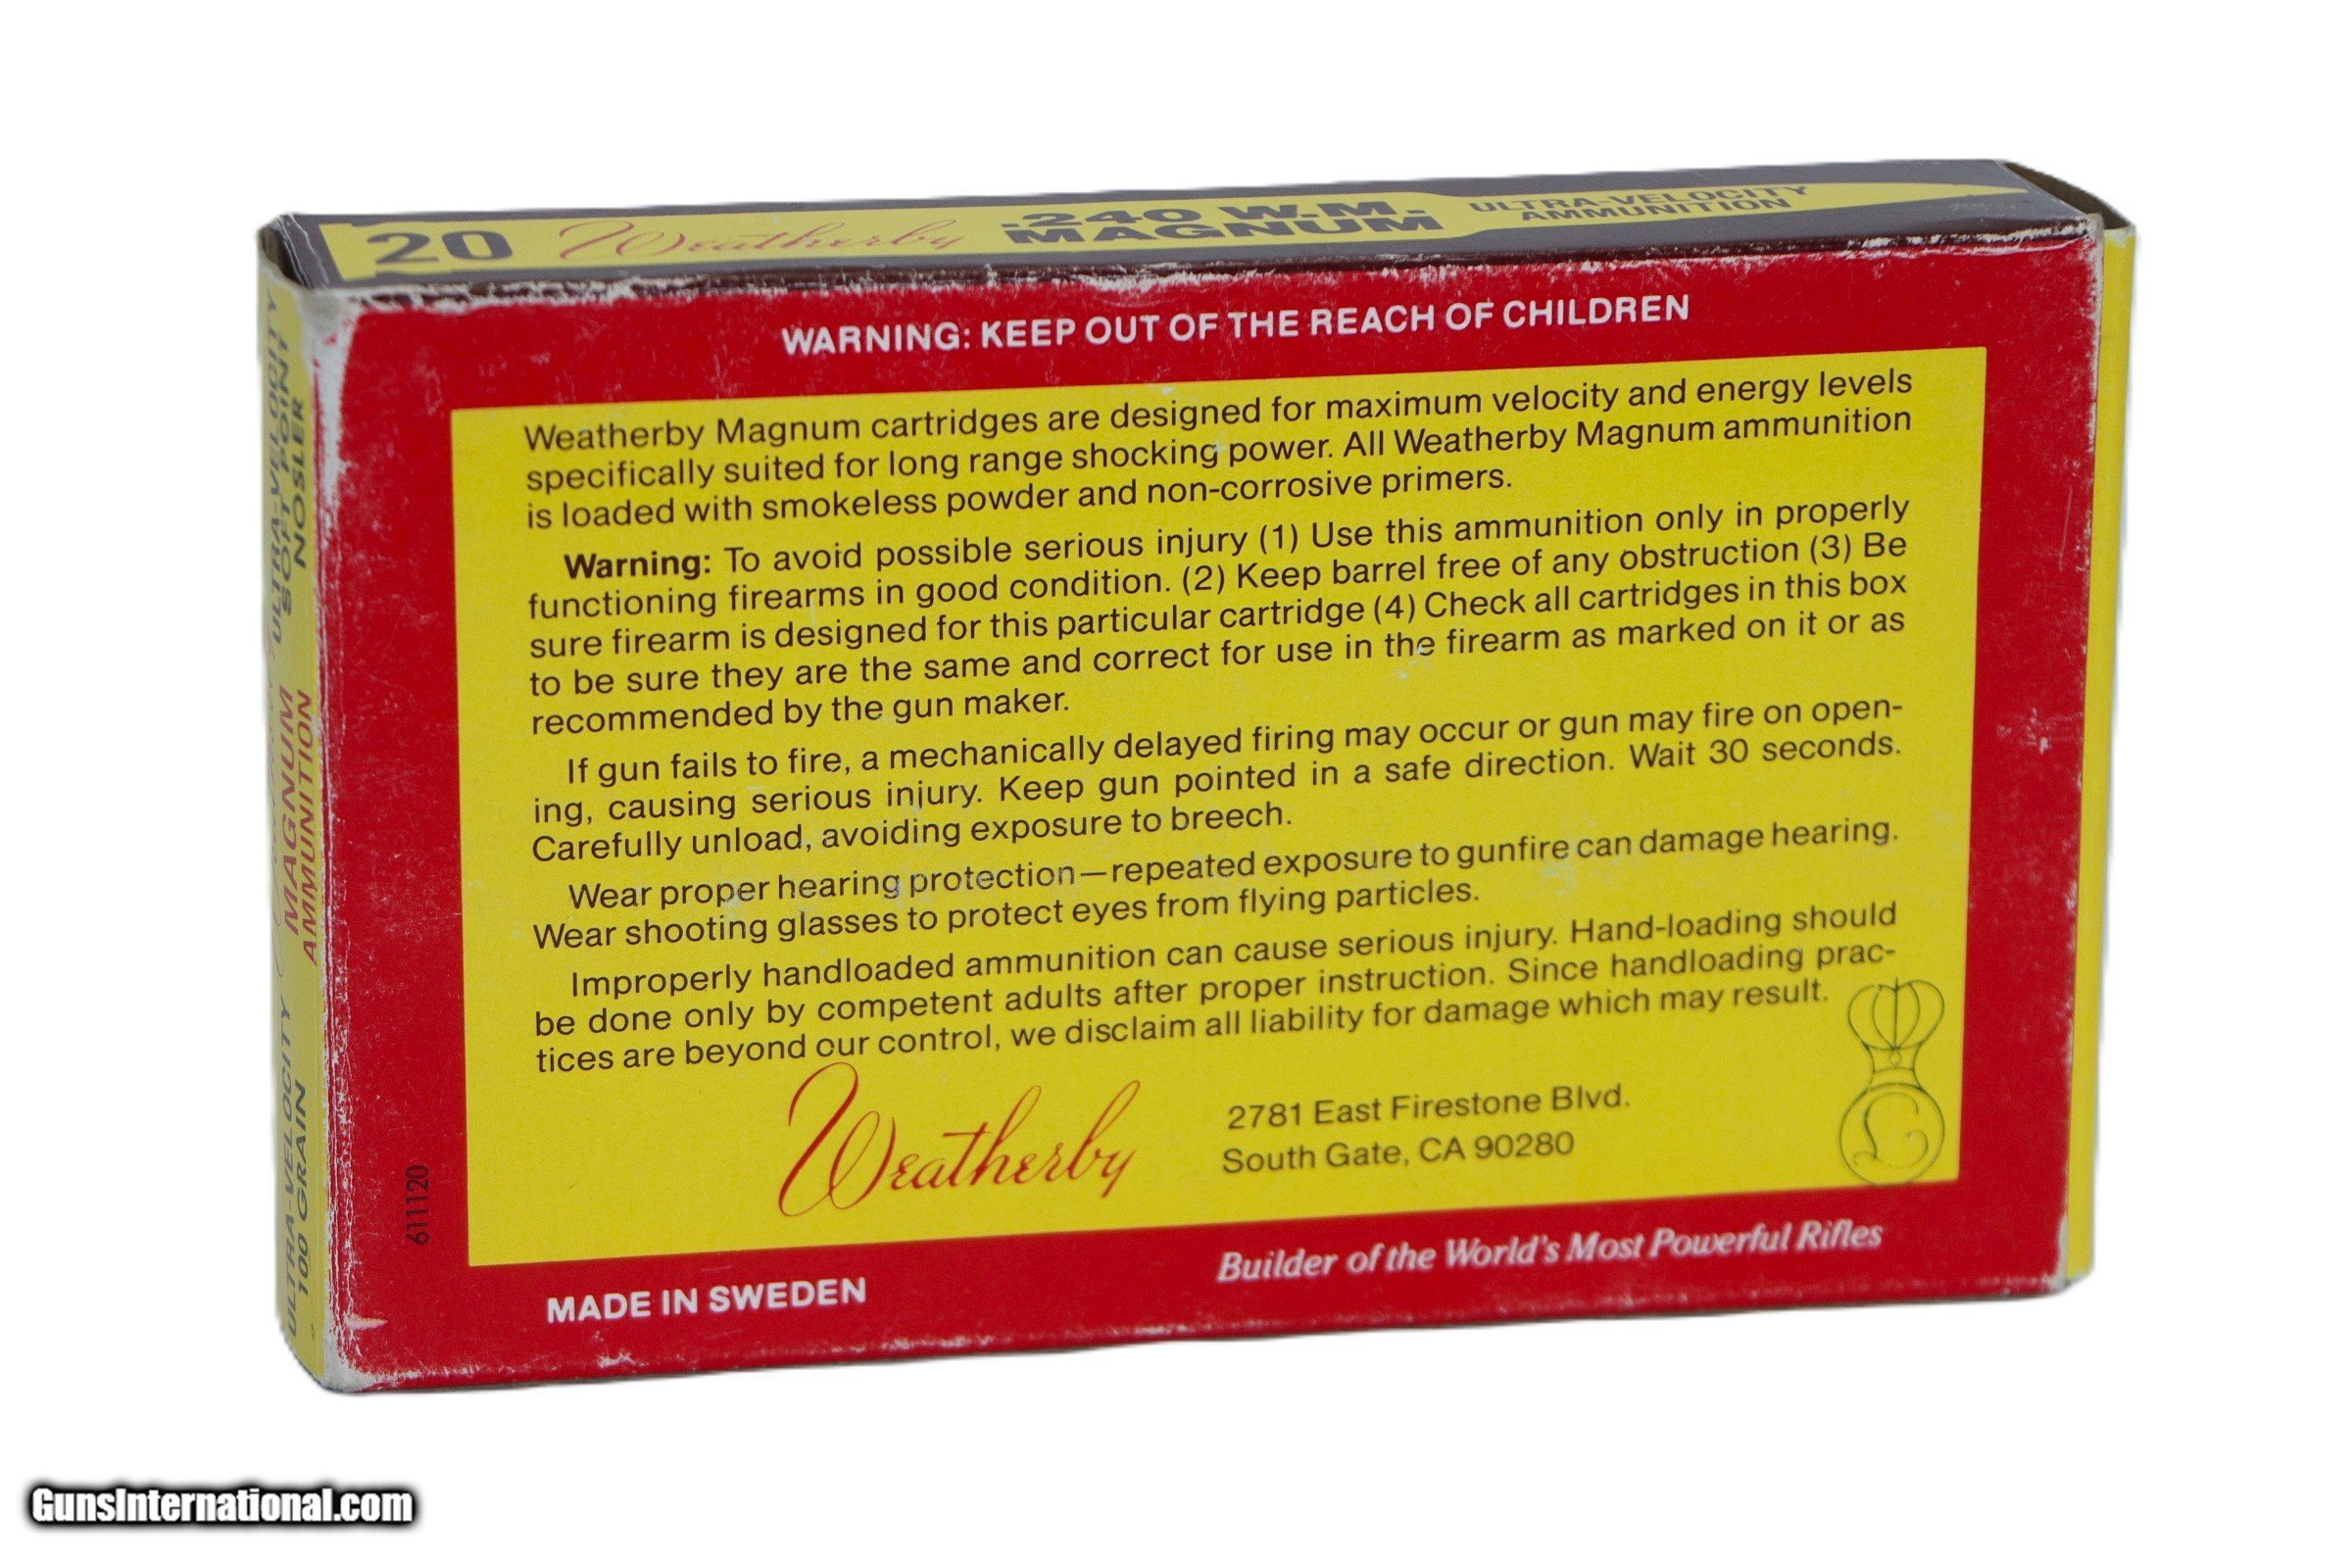 20 Weatherby .240 W.M. MAGNUM ULTRA-VELOCITY AMMUNITION
WARNING: KEEP OUT OF THE REACH OF CHILDREN
Weatherby Magnum cartridges are designed for maximum velocity and energy levels
specifically suited for long range shocking power. All Weatherby Magnum ammunition
is loaded with smokeless powder and non-corrosive primers.
Warning: To avoid possible serious injury (1) Use this ammunition only in properly
functioning firearms in good condition. (2) Keep barrel free of any obstruction (3) Be
sure firearm is designed for this particular cartridge (4) Check all cartridges in this box
to be sure they are the same and correct for use in the firearm as marked on it or as
recommended by the gun maker.
If gun fails to fire, a mechanically delayed firing may occur or gun may fire on open-
ing, causing serious injury. Keep gun pointed in a safe direction. Wait 30 seconds.
Carefully unload, avoiding exposure to breech.
Wear proper hearing protection—repeated exposure to gunfire can damage hearing.
Wear shooting glasses to protect eyes from flying particles.
Improperly handloaded ammunition can cause serious injury. Hand-loading should
be done only by competent adults after proper instruction. Since handloading prac-
tices are beyond our control, we disclaim all liability for damage which may result.
Weatherby
2781 East Firestone Blvd.
South Gate, CA 90280
611120
MADE IN SWEDEN
Builder of the World's Most Powerful Rifles
ULTRA-VELOCITY
100 GRAIN
MAGNUM
AMMUNITION
ULTRA-VELOCITY
SOFT POINT
NOSLER
GunsInternational.com